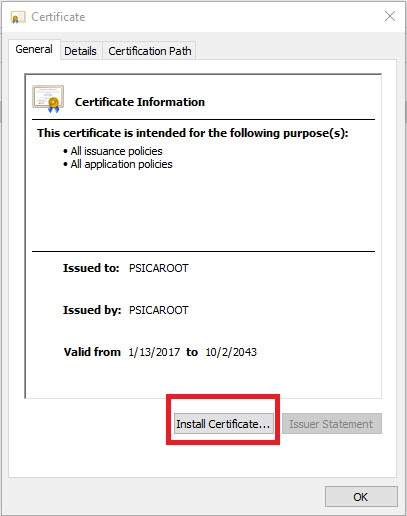 Certificate
General Details Certification Path
Certificate Information
This certificate is intended for the following purpose(s):
• All issuance policies
• All application policies
Issued to: PSICAROOT
Issued by: PSICAROOT
Valid from 1/13/2017 to 10/2/2043
Install Certificate... Issuer Statement
OK